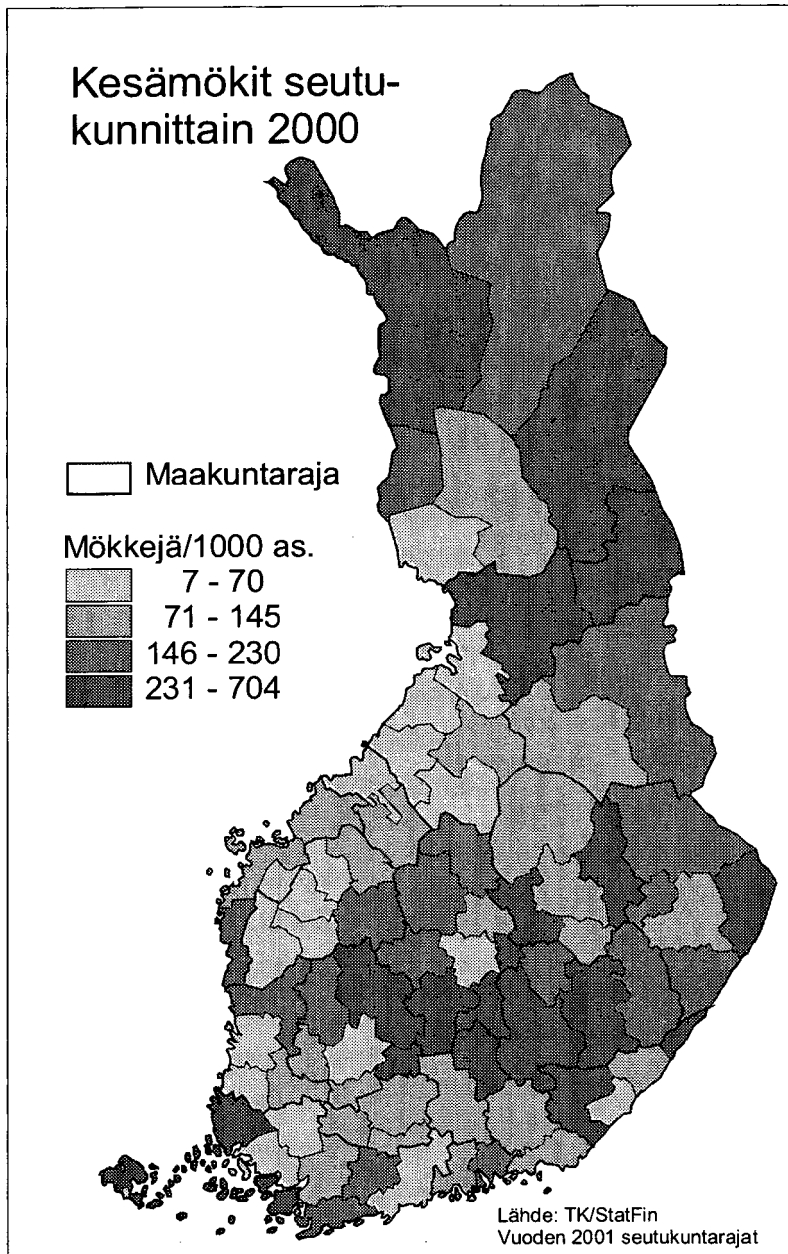 Kesämökit seutu-
kunnittain 2000
Maakuntaraja
Mökkejä/1000 as.
7 - 70
71 - 145
146 - 230
231 - 704
Lähde: TK/StatFin
Vuoden 2001 seutukuntarajat